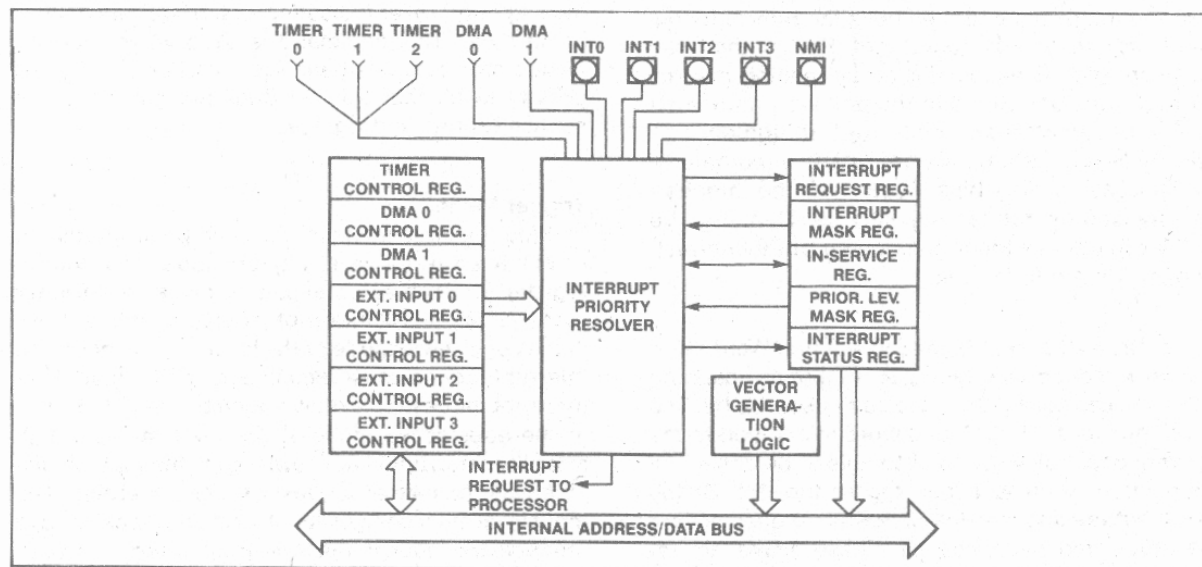 TIMER TIMER TIMER DMA DMA
0 1 2 0 1
INT0 INT1 INT2 INT3 NMI
TIMER
CONTROL REG.
DMA 0
CONTROL REG.
DMA 1
CONTROL REG.
EXT. INPUT 0
CONTROL REG.
EXT. INPUT 1
CONTROL REG.
EXT. INPUT 2
CONTROL REG.
EXT. INPUT 3
CONTROL REG.
INTERRUPT
PRIORITY
RESOLVER
INTERRUPT
REQUEST REG.
INTERRUPT
MASK REG.
IN-SERVICE
REG.
PRIOR. LEV.
MASK REG.
INTERRUPT
STATUS REG.
VECTOR
GENERA-
TION
LOGIC
INTERRUPT
REQUEST TO
PROCESSOR
INTERNAL ADDRESS/DATA BUS